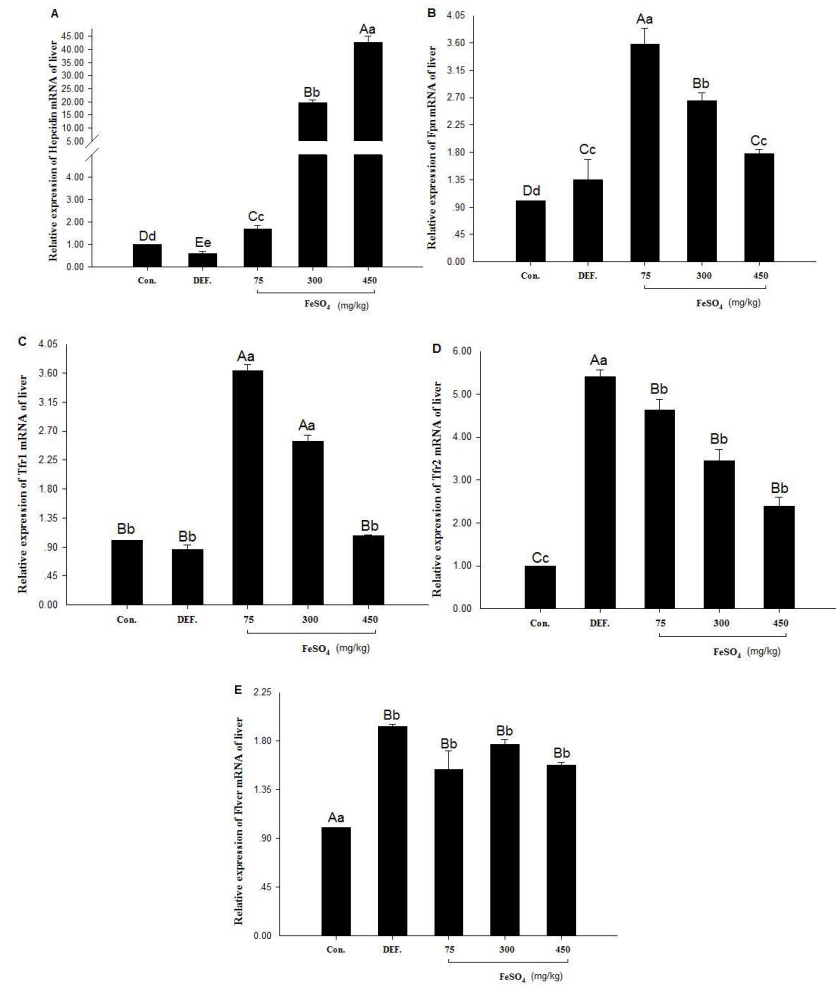 A
Relative expression of Hepcidin mRNA of liver
45.00
40.00
35.00
30.00
25.00
20.00
15.00
10.00
5.00
4.00
3.00
2.00
1.00
0.00
Dd
Ee
Cc
Bb
Aa
Con. DEF. 75 300 450
FeSO4 (mg/kg)
B
Relative expression of Fpn mRNA of liver
4.05
3.60
3.15
2.70
2.25
1.80
1.35
.90
.45
0.00
Dd
Cc
Aa
Bb
Cc
Con. DEF. 75 300 450
FeSO4 (mg/kg)
C
Relative expression of Tfr1 mRNA of liver
4.05
3.60
3.15
2.70
2.25
1.80
1.35
.90
.45
0.00
Bb
Bb
Aa
Aa
Bb
Con. DEF. 75 300 450
FeSO4 (mg/kg)
D
Relative expression of Tfr2 mRNA of liver
6.00
5.00
4.00
3.00
2.00
1.00
0.00
Cc
Aa
Bb
Bb
Bb
Con. DEF. 75 300 450
FeSO4 (mg/kg)
E
Relative expression of Flvcr mRNA of liver
2.25
1.80
1.35
.90
.45
0.00
Aa
Bb
Bb
Bb
Bb
Con. DEF. 75 300 450
FeSO4 (mg/kg)